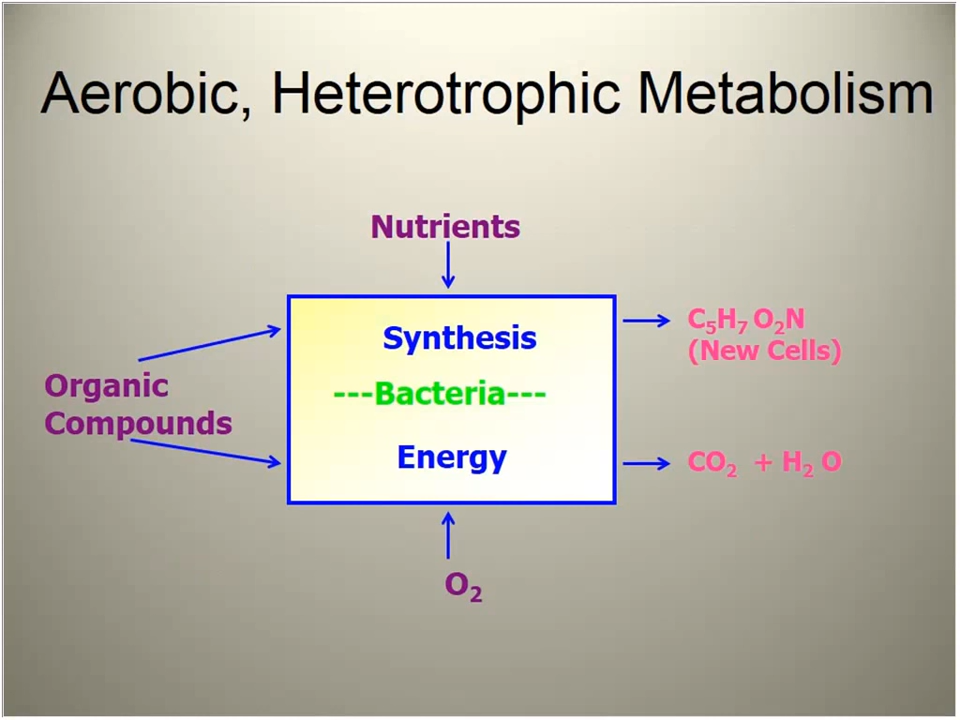 Aerobic, Heterotrophic Metabolism
Nutrients
Synthesis
---Bacteria---
Energy
Organic
Compounds
C₅H₇ O₂N
(New Cells)
CO₂ + H₂ O
O₂